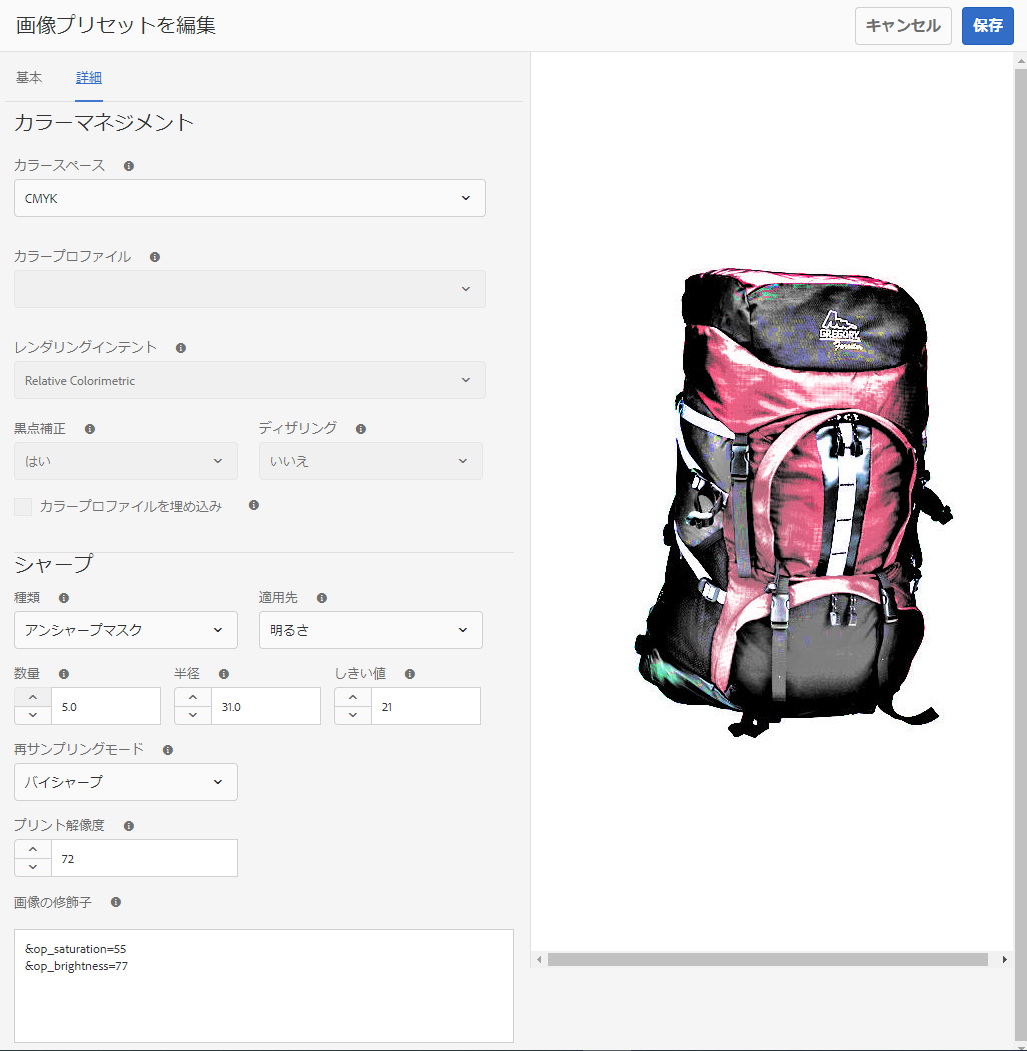 画像プリセットを編集
キャンセル
保存
基本
詳細
カラーマネジメント
カラースペース
CMYK
カラープロファイル
レンダリングインテント
Relative Colorimetric
黒点補正
ディザリング
はい
いいえ
カラープロファイルを埋め込み
シャープ
種類
適用先
アンシャープマスク
明るさ
数量
半径
しきい値
5.0
31.0
21
再サンプリングモード
バイシャープ
プリント解像度
72
画像の修飾子
&op_saturation=55
&op_brightness=77
GREGORY